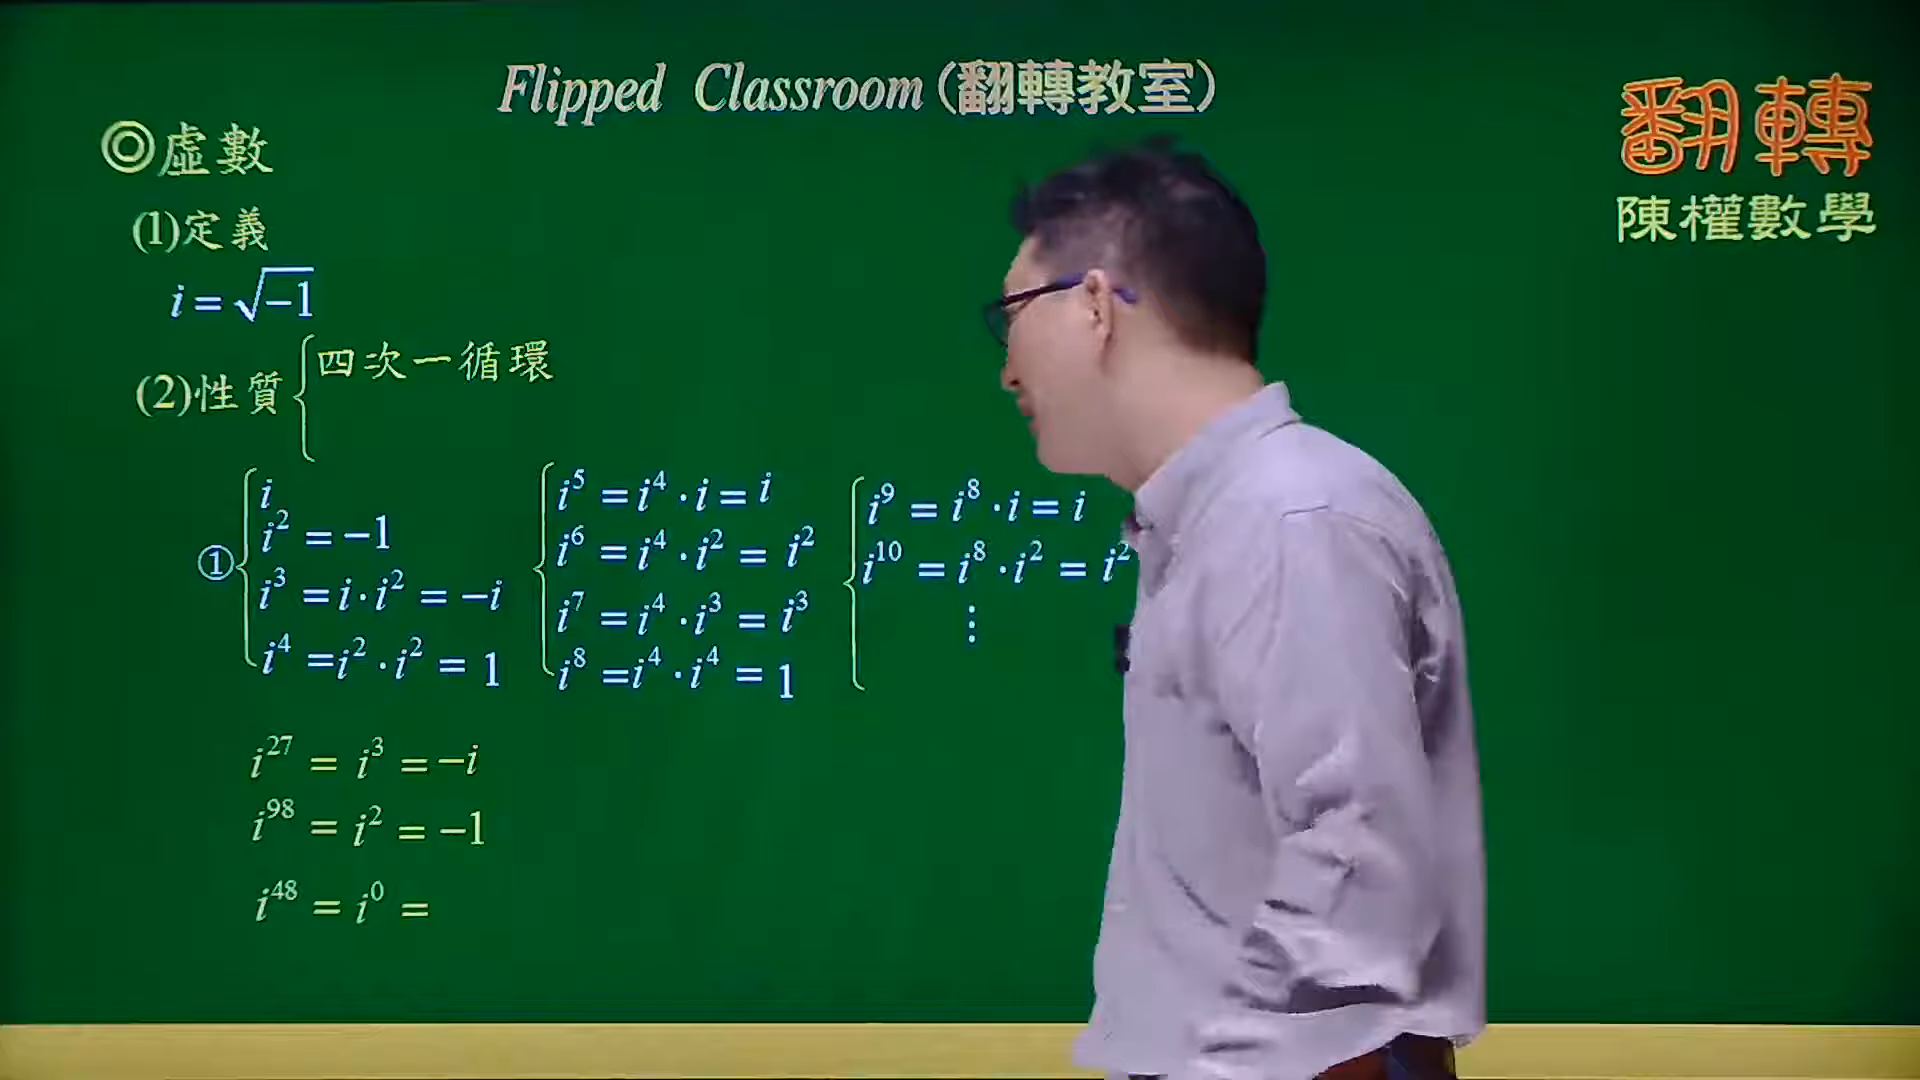 Flipped Classroom(翻轉教室)
翻轉
陳權數學
◎虛數
(1)定義
i = √-1
(2)性質
四次一循環
①
i
i² = -1
i³ = i·i² = -i
i⁴ = i²·i² = 1
i⁵ = i⁴·i = i
i⁶ = i⁴·i² = i²
i⁷ = i⁴·i³ = i³
i⁸ = i⁴·i⁴ = 1
i⁹ = i⁸·i = i
i¹⁰ = i⁸·i² = i²
⋮
i²⁷ = i³ = -i
i⁹⁸ = i² = -1
i⁴⁸ = i⁰ =